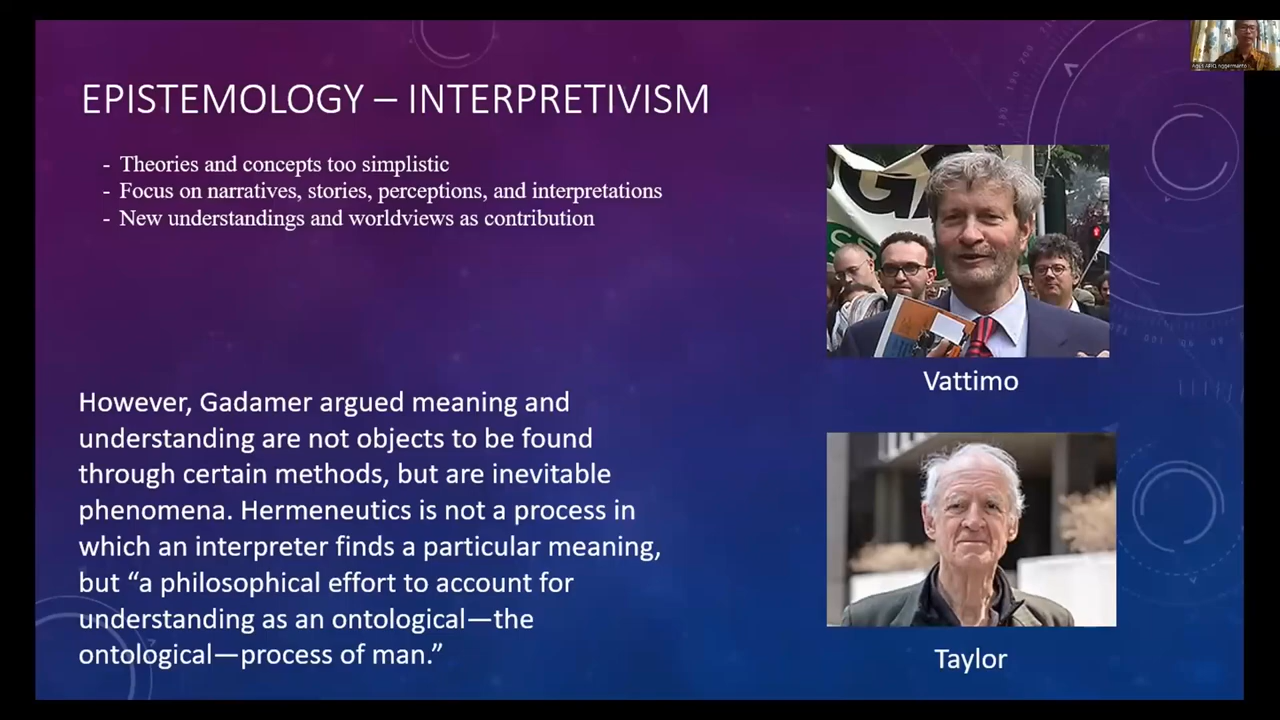 EPISTEMOLOGY – INTERPRETIVISM
- Theories and concepts too simplistic
- Focus on narratives, stories, perceptions, and interpretations
- New understandings and worldviews as contribution
Vattimo
However, Gadamer argued meaning and
understanding are not objects to be found
through certain methods, but are inevitable
phenomena. Hermeneutics is not a process in
which an interpreter finds a particular meaning,
but “a philosophical effort to account for
understanding as an ontological—the
ontological—process of man.”
Taylor